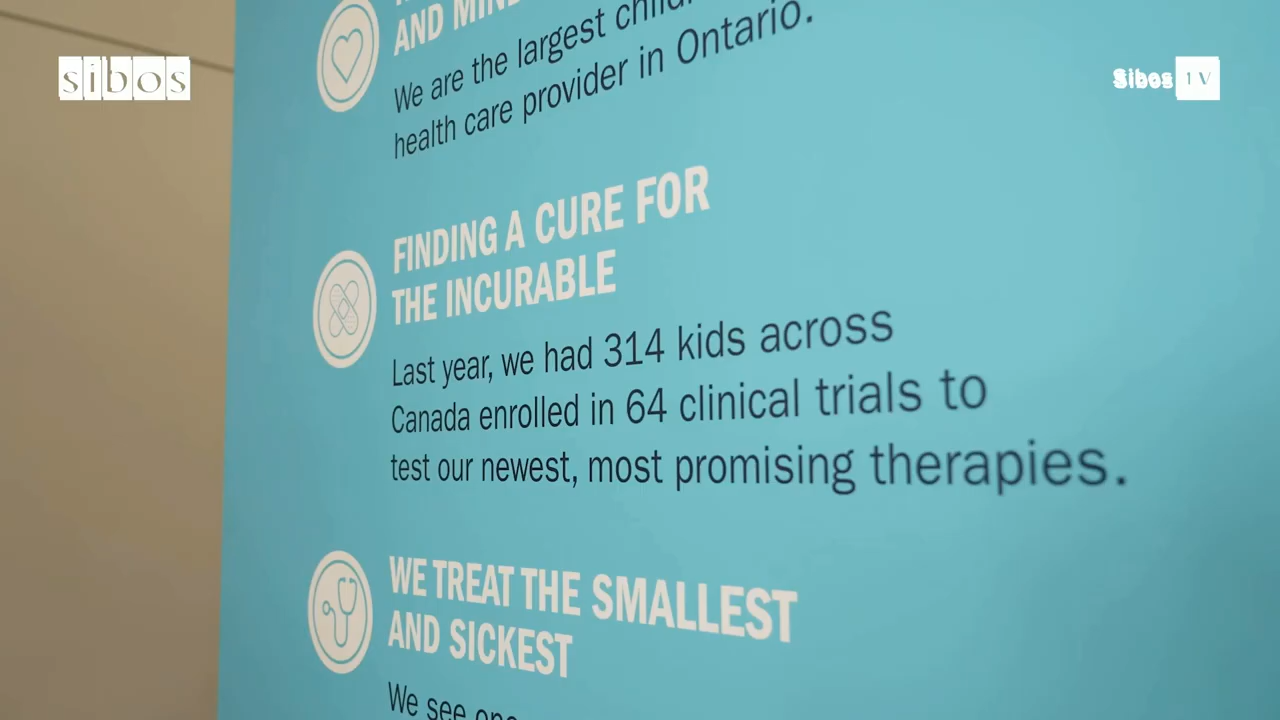 sibos
Sibos TV
AND MIND
We are the largest
health care provider in Ontario.
FINDING A CURE FOR
THE INCURABLE
Last year, we had 314 kids across
Canada enrolled in 64 clinical trials to
test our newest, most promising therapies.
WE TREAT THE SMALLEST
AND SICKEST
We see